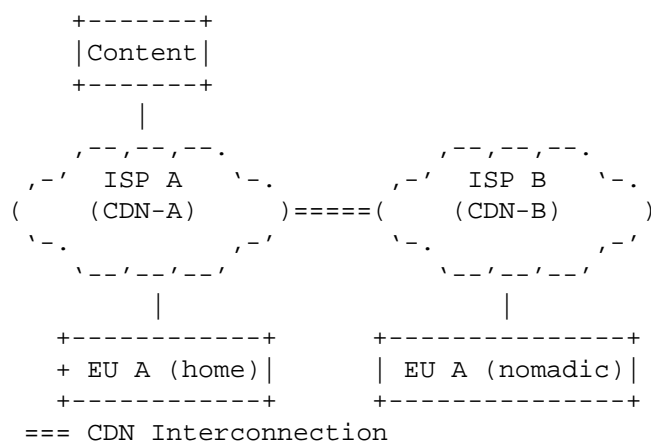 +-------+
|Content|
+-------+
|
,--,--,--. ,--,--,--.
,-' ISP A `-. ,-' ISP B `-.
( (CDN-A) )=====( (CDN-B) )
`-. ,-' `-. ,-'
`--'--'--' `--'--'--'
| |
+------------+ +---------------+
+ EU A (home)| | EU A (nomadic)|
+------------+ +---------------+
=== CDN Interconnection